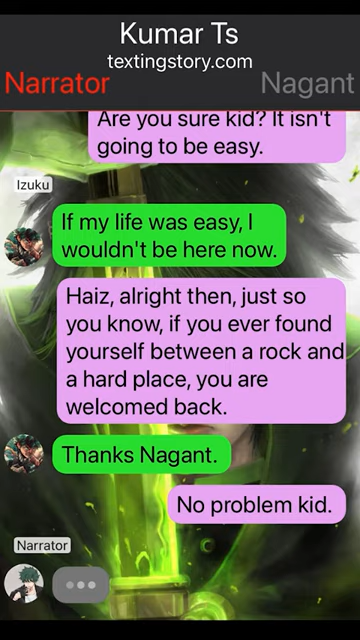 Kumar Ts
textingstory.com
Narrator
Nagant
Are you sure kid? It isn't
going to be easy.
Izuku
If my life was easy, I
wouldn't be here now.
Haiz, alright then, just so
you know, if you ever found
yourself between a rock and
a hard place, you are
welcomed back.
Thanks Nagant.
No problem kid.
Narrator